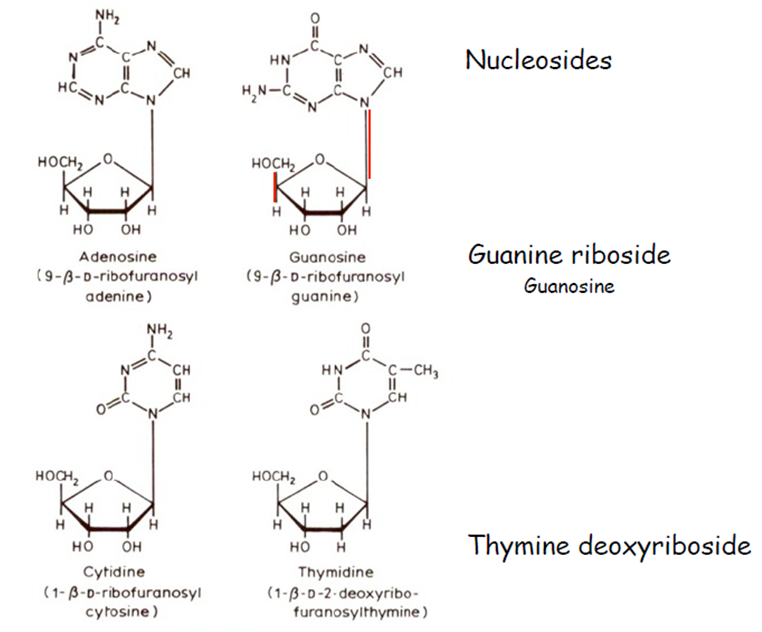 NH2
N
C
C
N
CH
HC
N
C
N
HOCH2
O
H
H
H
H
HO
OH
Adenosine
(9-β-D-ribofuranosyl
adenine)
O
C
HN
C
N
CH
H2N-C
N
C
N
HOCH2
O
H
H
H
H
HO
OH
Guanosine
(9-β-D-ribofuranosyl
guanine)
Nucleosides
Guanine riboside
Guanosine
NH2
C
N
CH
C
CH
O
N
HOCH2
O
H
H
H
H
HO
OH
Cytidine
(1-β-D-ribofuranosyl
cytosine)
O
C
HN
C-CH3
C
CH
O
N
HOCH2
O
H
H
H
H
HO
H
Thymidine
(1-β-D-2-deoxyribo-
furanosylthymine)
Thymine deoxyriboside